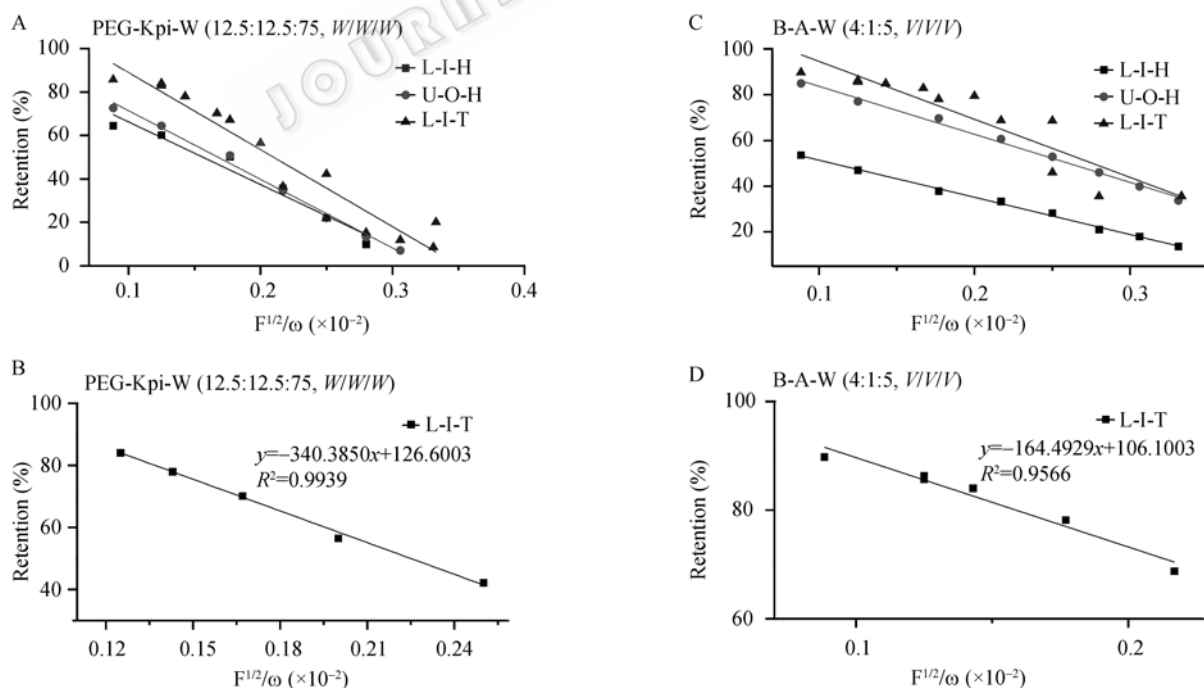 JOURN
A
PEG-Kpi-W (12.5:12.5:75, W/W/W)
Retention (%)
100
80
60
40
20
0
0.1
0.2
0.3
0.4
F1/2/ω (×10−2)
L-I-H
U-O-H
L-I-T
C
B-A-W (4:1:5, V/V/V)
Retention (%)
100
80
60
40
20
0.1
0.2
0.3
F1/2/ω (×10−2)
L-I-H
U-O-H
L-I-T
B
PEG-Kpi-W (12.5:12.5:75, W/W/W)
Retention (%)
100
80
60
40
0.12
0.15
0.18
0.21
0.24
F1/2/ω (×10−2)
L-I-T
y=−340.3850x+126.6003
R2=0.9939
D
B-A-W (4:1:5, V/V/V)
Retention (%)
100
80
60
0.1
0.2
F1/2/ω (×10−2)
L-I-T
y=−164.4929x+106.1003
R2=0.9566